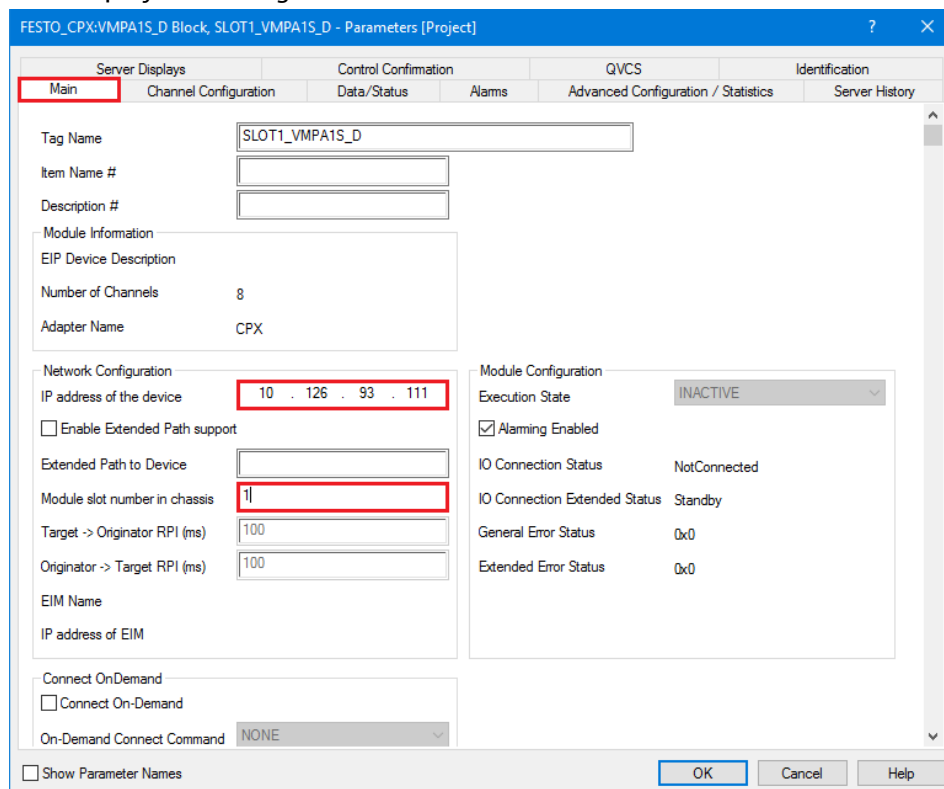 FESTO_CPX:VMPA1S_D Block, SLOT1_VMPA1S_D - Parameters [Project] ? ✕
Server Displays Control Confirmation QVCS Identification
Main Channel Configuration Data/Status Alarms Advanced Configuration / Statistics Server History
Tag Name SLOT1_VMPA1S_D
Item Name #
Description #
Module Information
EIP Device Description
Number of Channels 8
Adapter Name CPX
Network Configuration Module Configuration
IP address of the device 10 . 126 . 93 . 111 Execution State INACTIVE
Enable Extended Path support Alarming Enabled
Extended Path to Device IO Connection Status NotConnected
Module slot number in chassis 1 IO Connection Extended Status Standby
Target -> Originator RPI (ms) 100 General Error Status 0x0
Originator -> Target RPI (ms) 100 Extended Error Status 0x0
EIM Name
IP address of EIM
Connect OnDemand
Connect On-Demand
On-Demand Connect Command NONE
Show Parameter Names OK Cancel Help